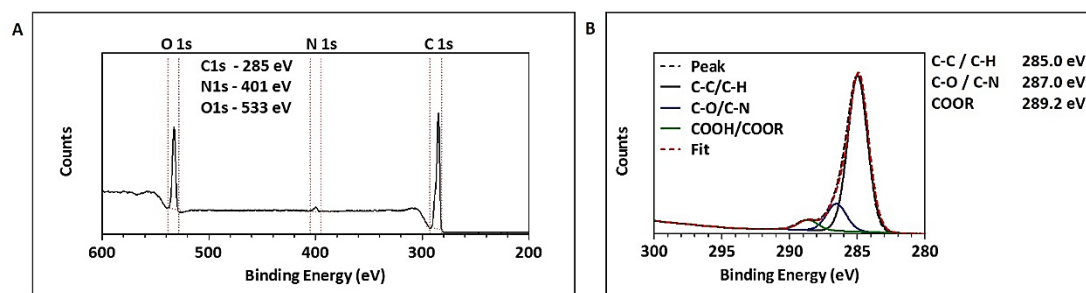 A
O 1s N 1s C 1s
C1s - 285 eV
N1s - 401 eV
O1s - 533 eV
Counts
600 500 400 300 200
Binding Energy (eV)
B
Peak
C-C/C-H
C-O/C-N
COOH/COOR
Fit
C-C / C-H 285.0 eV
C-O / C-N 287.0 eV
COOR 289.2 eV
Counts
300 295 290 285 280
Binding Energy (eV)